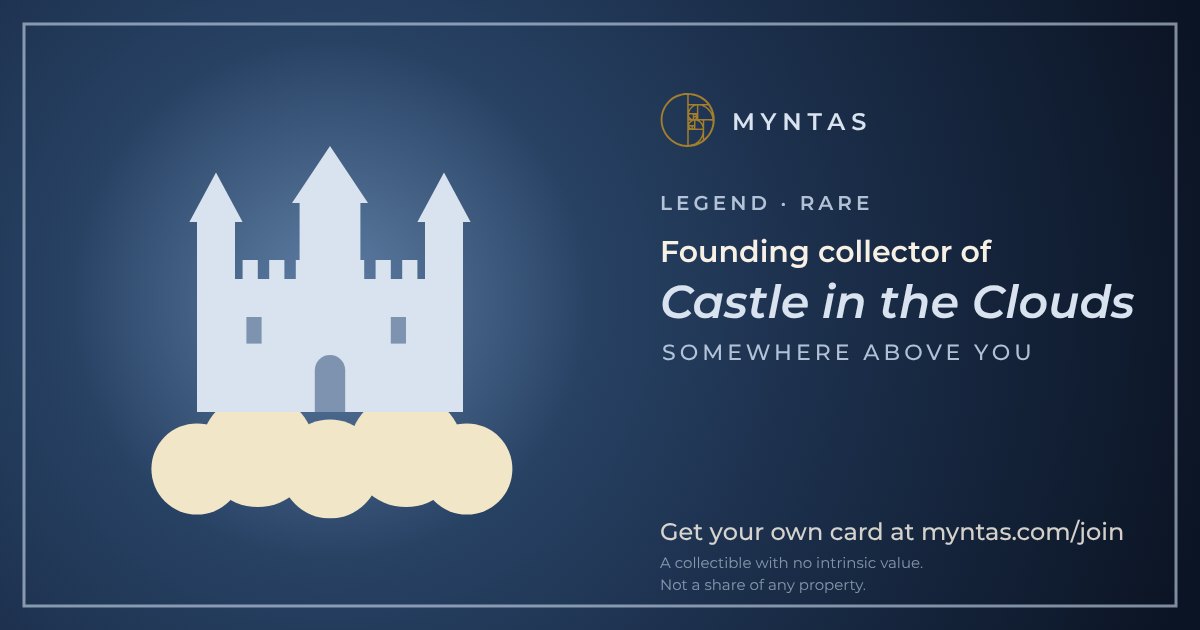 MYNTAS
LEGEND · RARE
Founding collector of
Castle in the Clouds
SOMEWHERE ABOVE YOU
Get your own card at myntas.com/join
A collectible with no intrinsic value.
Not a share of any property.